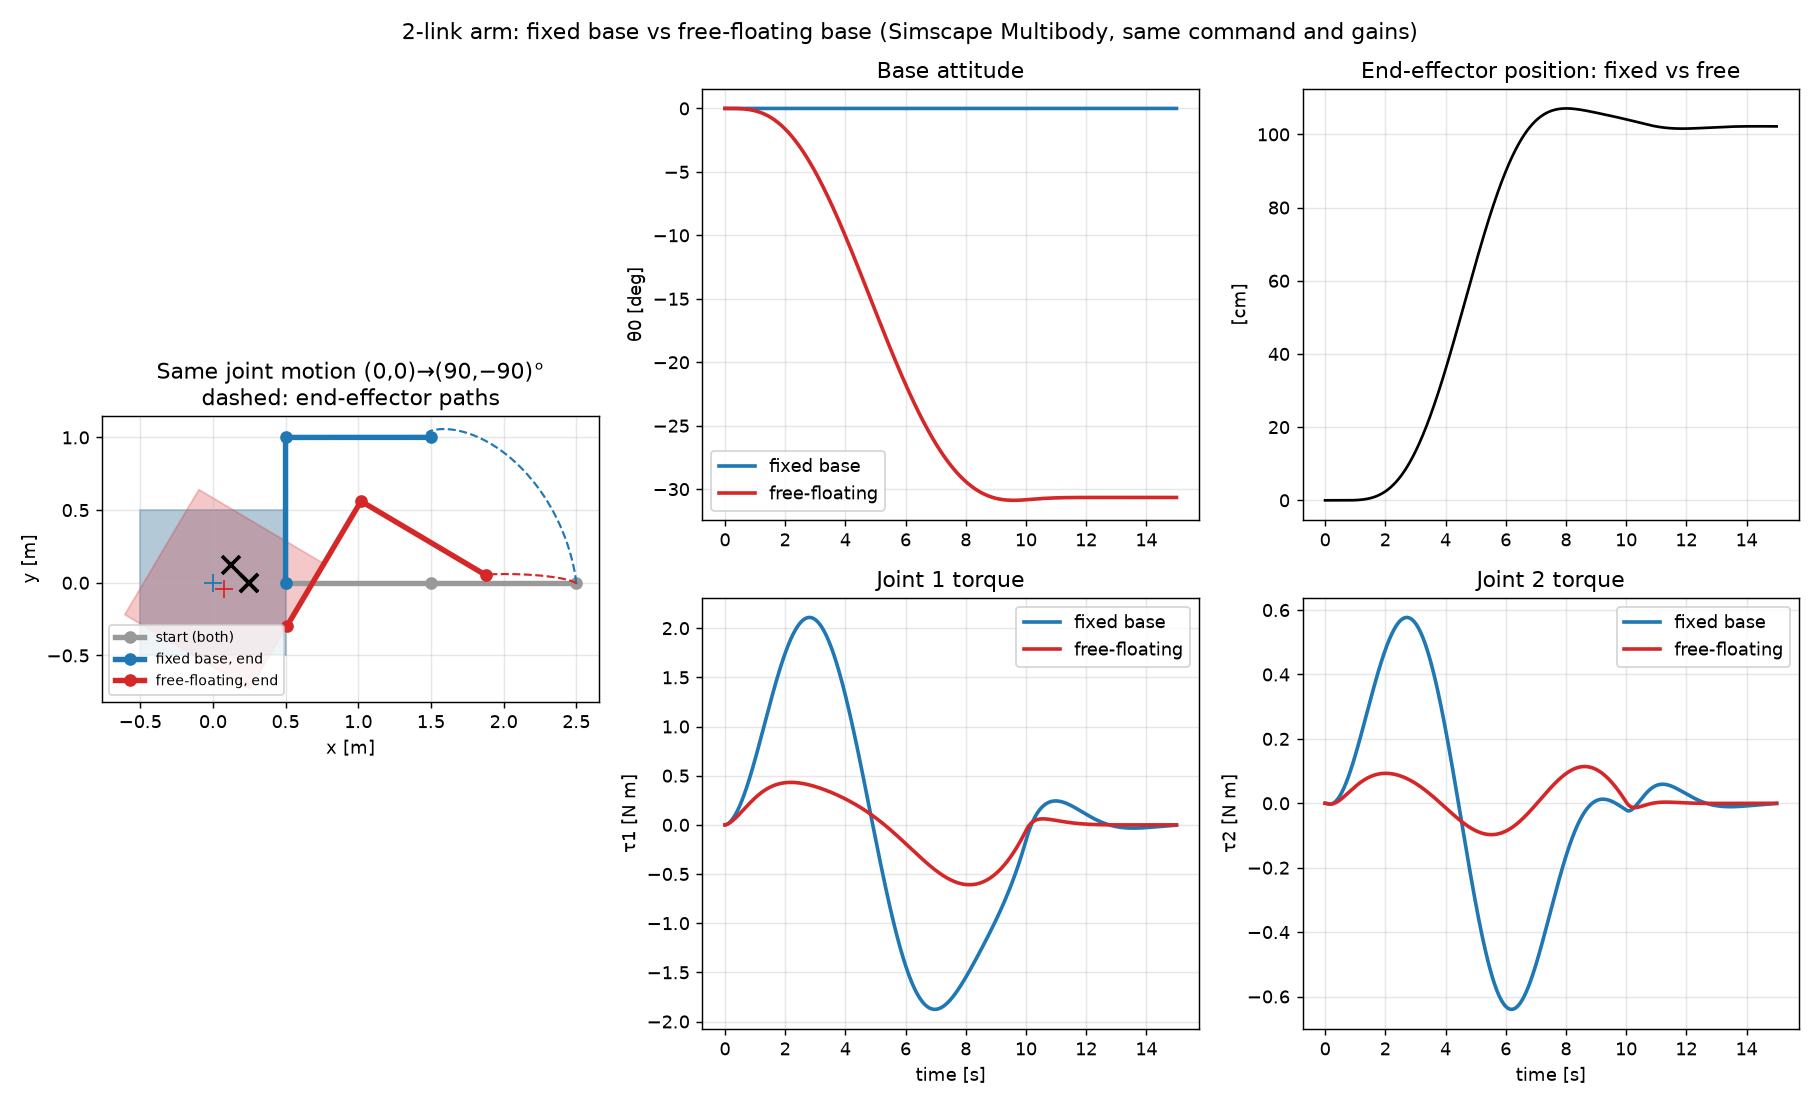 2-link arm: fixed base vs free-floating base (Simscape Multibody, same command and gains)
Same joint motion (0,0)→(90,−90)°
dashed: end-effector paths
1.0
0.5
0.0
−0.5
y [m]
−0.5 0.0 0.5 1.0 1.5 2.0 2.5
x [m]
start (both)
fixed base, end
free-floating, end
Base attitude
0
−5
−10
−15
−20
−25
−30
θ0 [deg]
0 2 4 6 8 10 12 14
fixed base
free-floating
End-effector position: fixed vs free
100
80
60
40
20
0
[cm]
0 2 4 6 8 10 12 14
Joint 1 torque
2.0
1.5
1.0
0.5
0.0
−0.5
−1.0
−1.5
−2.0
τ1 [N m]
0 2 4 6 8 10 12 14
time [s]
fixed base
free-floating
Joint 2 torque
0.6
0.4
0.2
0.0
−0.2
−0.4
−0.6
τ2 [N m]
0 2 4 6 8 10 12 14
time [s]
fixed base
free-floating